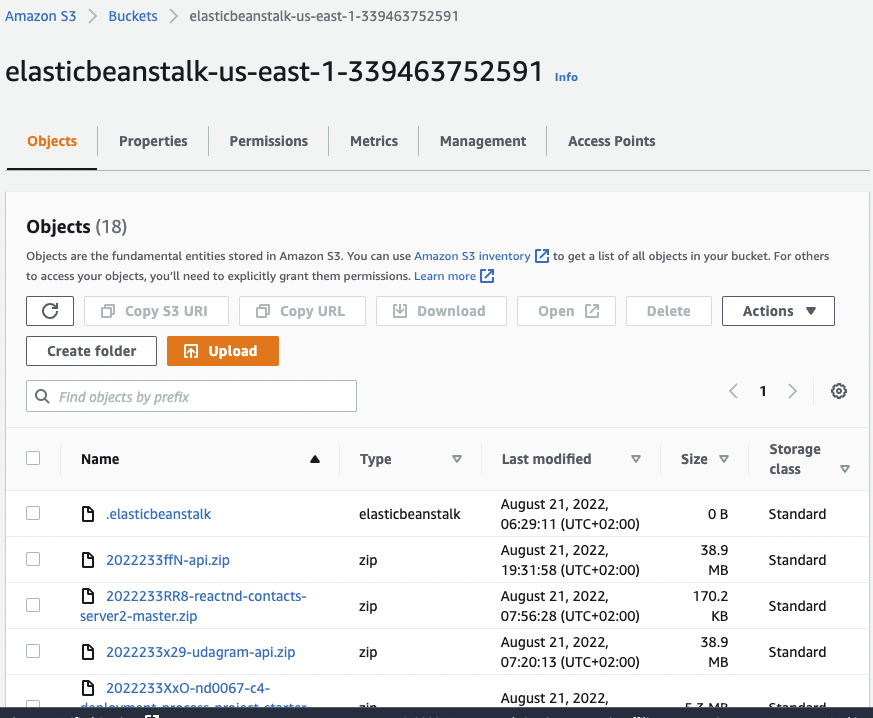 Amazon S3 > Buckets > elasticbeanstalk-us-east-1-339463752591
elasticbeanstalk-us-east-1-339463752591 Info
Objects Properties Permissions Metrics Management Access Points
Objects (18)
Objects are the fundamental entities stored in Amazon S3. You can use Amazon S3 inventory to get a list of all objects in your bucket. For others
to access your objects, you'll need to explicitly grant them permissions. Learn more
Copy S3 URI Copy URL Download Open Delete Actions
Create folder Upload
Find objects by prefix
1
Name Type Last modified Size Storage
class
.elasticbeanstalk elasticbeanstalk August 21, 2022,
06:29:11 (UTC+02:00) 0 B Standard
2022233ffN-api.zip zip August 21, 2022,
19:31:58 (UTC+02:00) 38.9
MB Standard
2022233RR8-reactnd-contacts-
server2-master.zip zip August 21, 2022,
07:56:28 (UTC+02:00) 170.2
KB Standard
2022233x29-udagram-api.zip zip August 21, 2022,
07:20:13 (UTC+02:00) 38.9
MB Standard
2022233XxO-nd0067-c4-
deployment-process-project-starter
zip August 21, 2022,
5.3 MB Standard